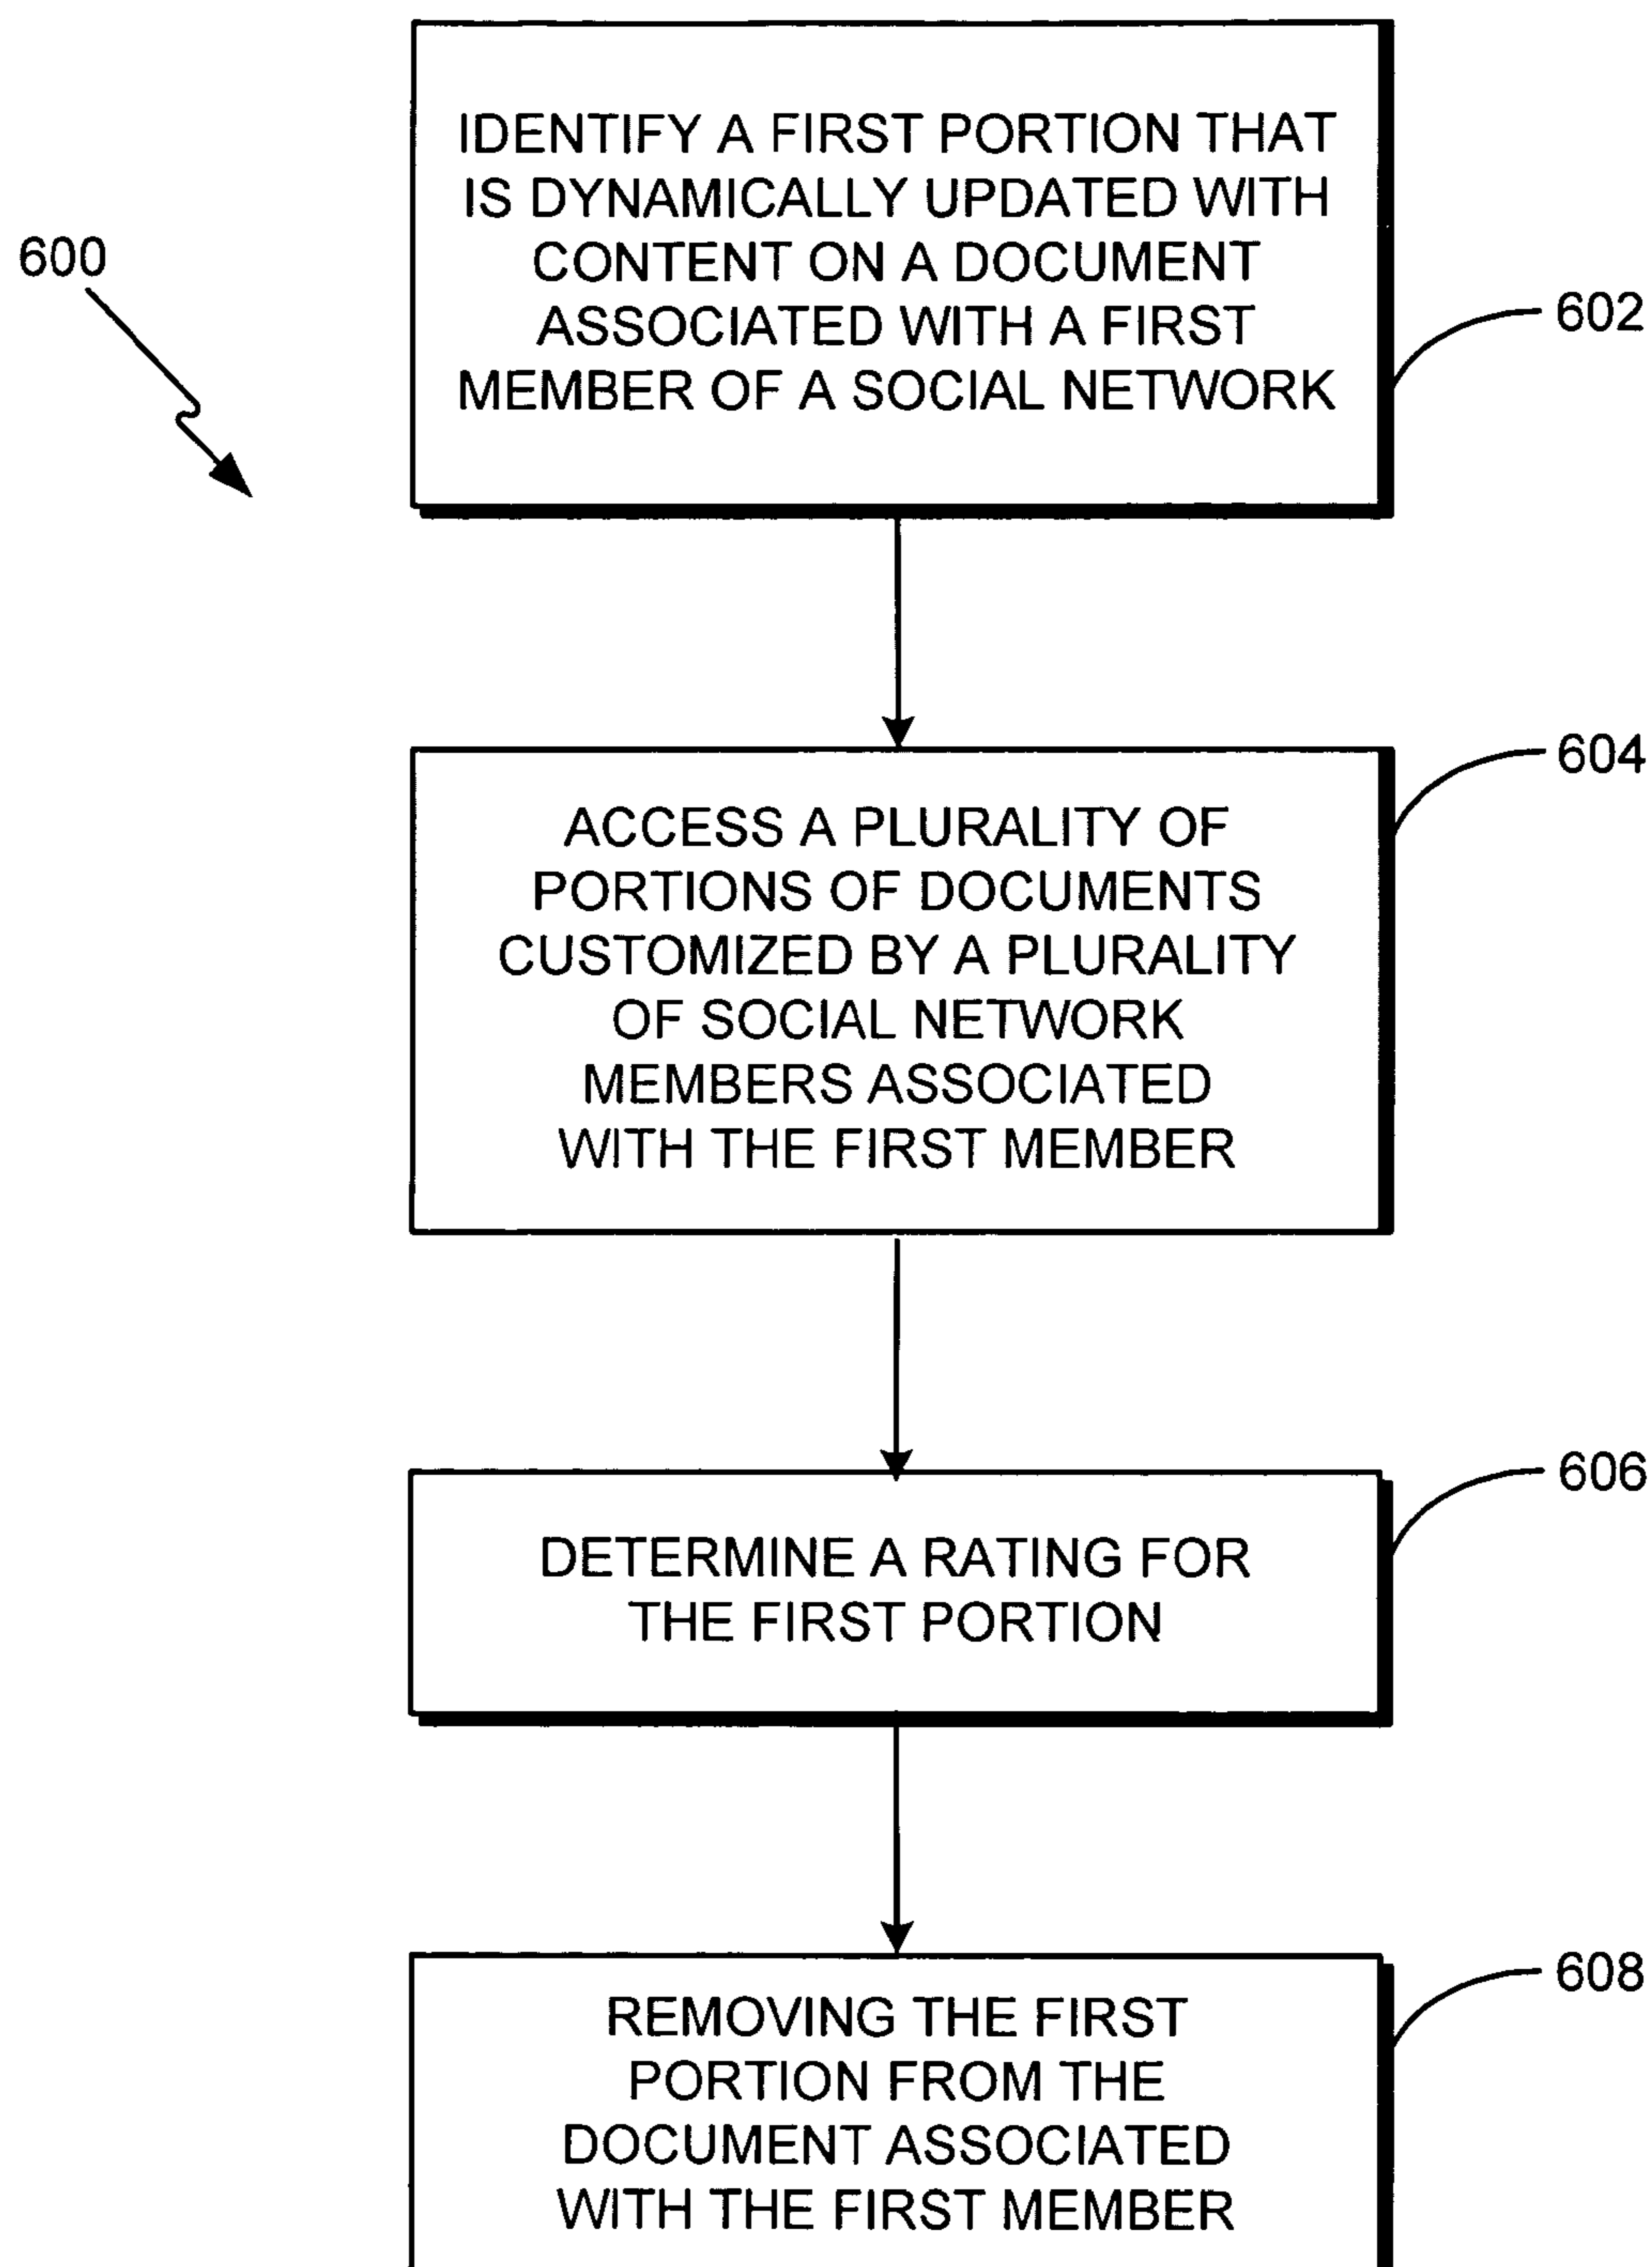 600
IDENTIFY A FIRST PORTION THAT
IS DYNAMICALLY UPDATED WITH
CONTENT ON A DOCUMENT
ASSOCIATED WITH A FIRST
MEMBER OF A SOCIAL NETWORK
602
ACCESS A PLURALITY OF
PORTIONS OF DOCUMENTS
CUSTOMIZED BY A PLURALITY
OF SOCIAL NETWORK
MEMBERS ASSOCIATED
WITH THE FIRST MEMBER
604
DETERMINE A RATING FOR
THE FIRST PORTION
606
REMOVING THE FIRST
PORTION FROM THE
DOCUMENT ASSOCIATED
WITH THE FIRST MEMBER
608